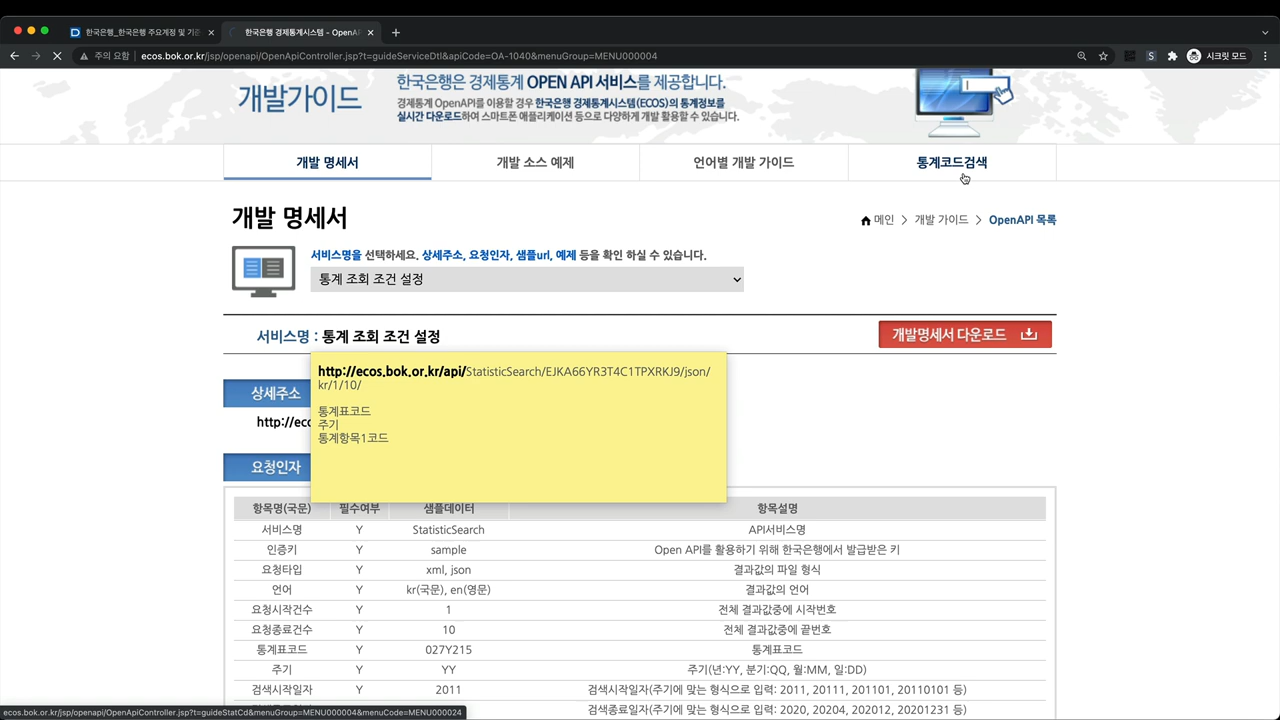 한국은행_한국은행 주요계정 및 기준
한국은행 경제통계시스템 - OpenAP
주의 요함
ecos.bok.or.kr/jsp/openapi/OpenApiController.jsp?t=guideServiceDtl&apiCode=OA-1040&menuGroup=MENU000004
시크릿 모드
개발가이드
한국은행은 경제통계 OPEN API 서비스를 제공합니다.
경제통계 OpenAPI를 이용할 경우 한국은행 경제통계시스템(ECOS)의 통계정보를
실시간 다운로드하여 스마트폰 애플리케이션 등으로 다양하게 개발 활용할 수 있습니다.
개발 명세서
개발 소스 예제
언어별 개발 가이드
통계코드검색
개발 명세서
메인 > 개발 가이드 > OpenAPI 목록
서비스명을 선택하세요. 상세주소, 요청인자, 샘플url, 예제 등을 확인 하실 수 있습니다.
통계 조회 조건 설정
서비스명 : 통계 조회 조건 설정
개발명세서 다운로드
http://ecos.bok.or.kr/api/StatisticSearch/EJKA66YR3T4C1TPXRKJ9/json/
kr/1/10/
통계표코드
주기
통계항목1코드
상세주소
http://eco
요청인자
항목명(국문) 필수여부 샘플데이터 항목설명
서비스명 Y StatisticSearch API서비스명
인증키 Y sample Open API를 활용하기 위해 한국은행에서 발급받은 키
요청타입 Y xml, json 결과값의 파일 형식
언어 Y kr(국문), en(영문) 결과값의 언어
요청시작건수 Y 1 전체 결과값중에 시작번호
요청종료건수 Y 10 전체 결과값중에 끝번호
통계표코드 Y 027Y215 통계표코드
주기 Y YY 주기(년:YY, 분기:QQ, 월:MM, 일:DD)
검색시작일자 Y 2011 검색시작일자(주기에 맞는 형식으로 입력: 2011, 20111, 201101, 20110101 등)
검색종료일자(주기에 맞는 형식으로 입력: 2020, 20204, 202012, 20201231 등)
ecos.bok.or.kr/jsp/openapi/OpenApiController.jsp?t=guideStatCd&menuGroup=MENU000004&menuCode=MENU000024